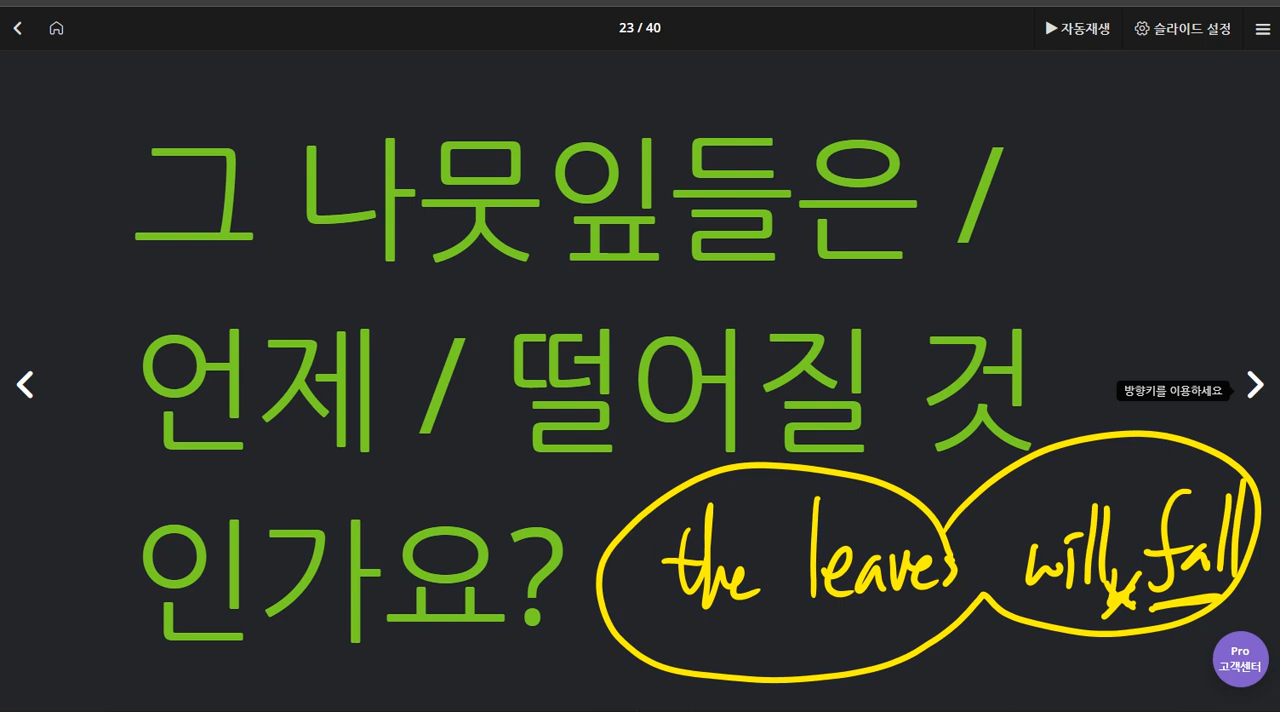 23 / 40
자동재생
슬라이드 설정
그 나뭇잎들은 /
언제 / 떨어질 것
방향키를 이용하세요
인가요?
the leaves will fall
Pro
고객센터